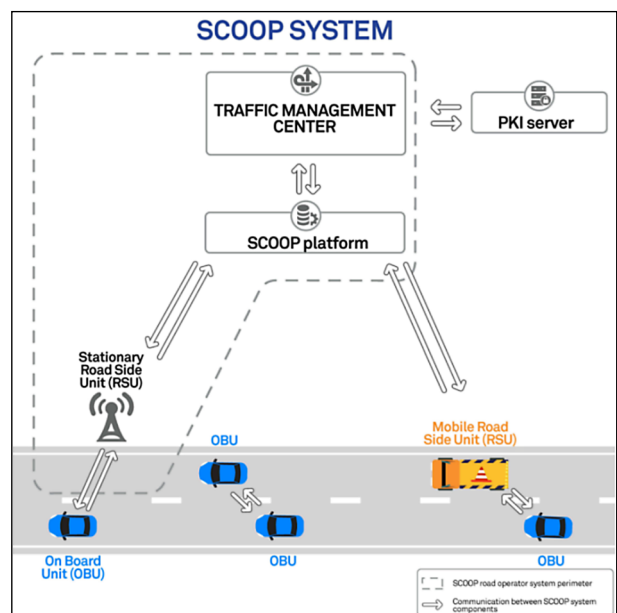 SCOOP SYSTEM
TRAFFIC MANAGEMENT
CENTER
PKI server
SCOOP platform
Stationary
Road Side
Unit (RSU)
Mobile Road
Side Unit (RSU)
OBU
On Board
Unit (OBU)
OBU
OBU
SCOOP road operator system perimeter
Communication between SCOOP system
components